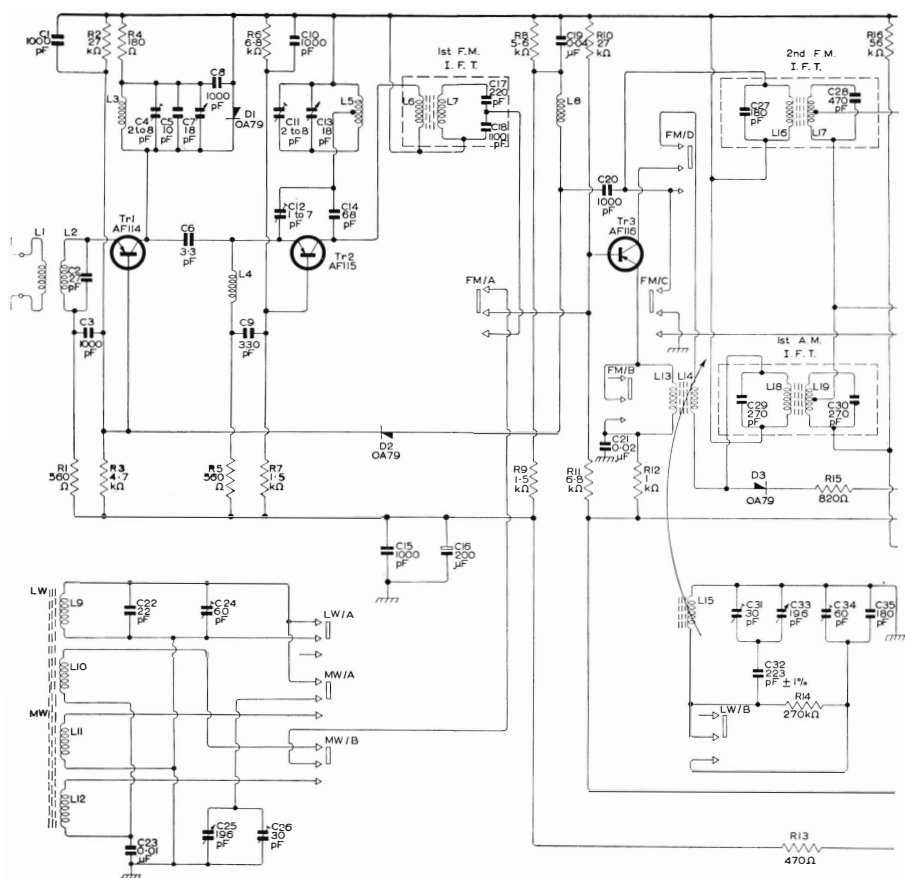 C1
1000
pF
R2
27
kΩ
R4
180
Ω
C8
1000
pF
L3
C4
2 to 8
pF
C5
10
pF
C7
18
pF
D1
OA79
R6
6.8
kΩ
C10
1000
pF
C11
2 to 8
pF
C13
18
pF
L5
1st F.M.
I.F.T.
L6
L7
C17
220
pF
C18
1100
pF
R8
5.6
kΩ
C19
0.04
μF
R10
27
kΩ
L8
FM/D
2nd F.M.
I.F.T.
C27
180
pF
L16
L17
C28
470
pF
R16
56
kΩ
L1
L2
C2
27
pF
Tr1
AF114
C6
3.3
pF
C12
1 to 7
pF
C14
68
pF
Tr2
AF115
L4
C3
1000
pF
C9
330
pF
FM/A
C20
1000
pF
Tr3
AF116
FM/C
FM/B
L13
L14
C21
0.02
μF
1st A.M.
I.F.T.
C29
270
pF
L18
L19
C30
270
pF
D2
OA79
R1
560
Ω
R3
4.7
kΩ
R5
560
Ω
R7
1.5
kΩ
R9
1.5
kΩ
R11
6.8
kΩ
R12
1
kΩ
D3
OA79
R15
820Ω
C15
1000
pF
C16
200
μF
LW
L9
C22
22
pF
C24
60
pF
LW/A
L10
MW/A
MW
L11
MW/B
L12
C23
0.01
μF
C25
196
pF
C26
30
pF
L15
C31
30
pF
C33
196
pF
C34
60
pF
C35
180
pF
C32
223
pF ±1%
R14
270kΩ
LW/B
R13
470Ω